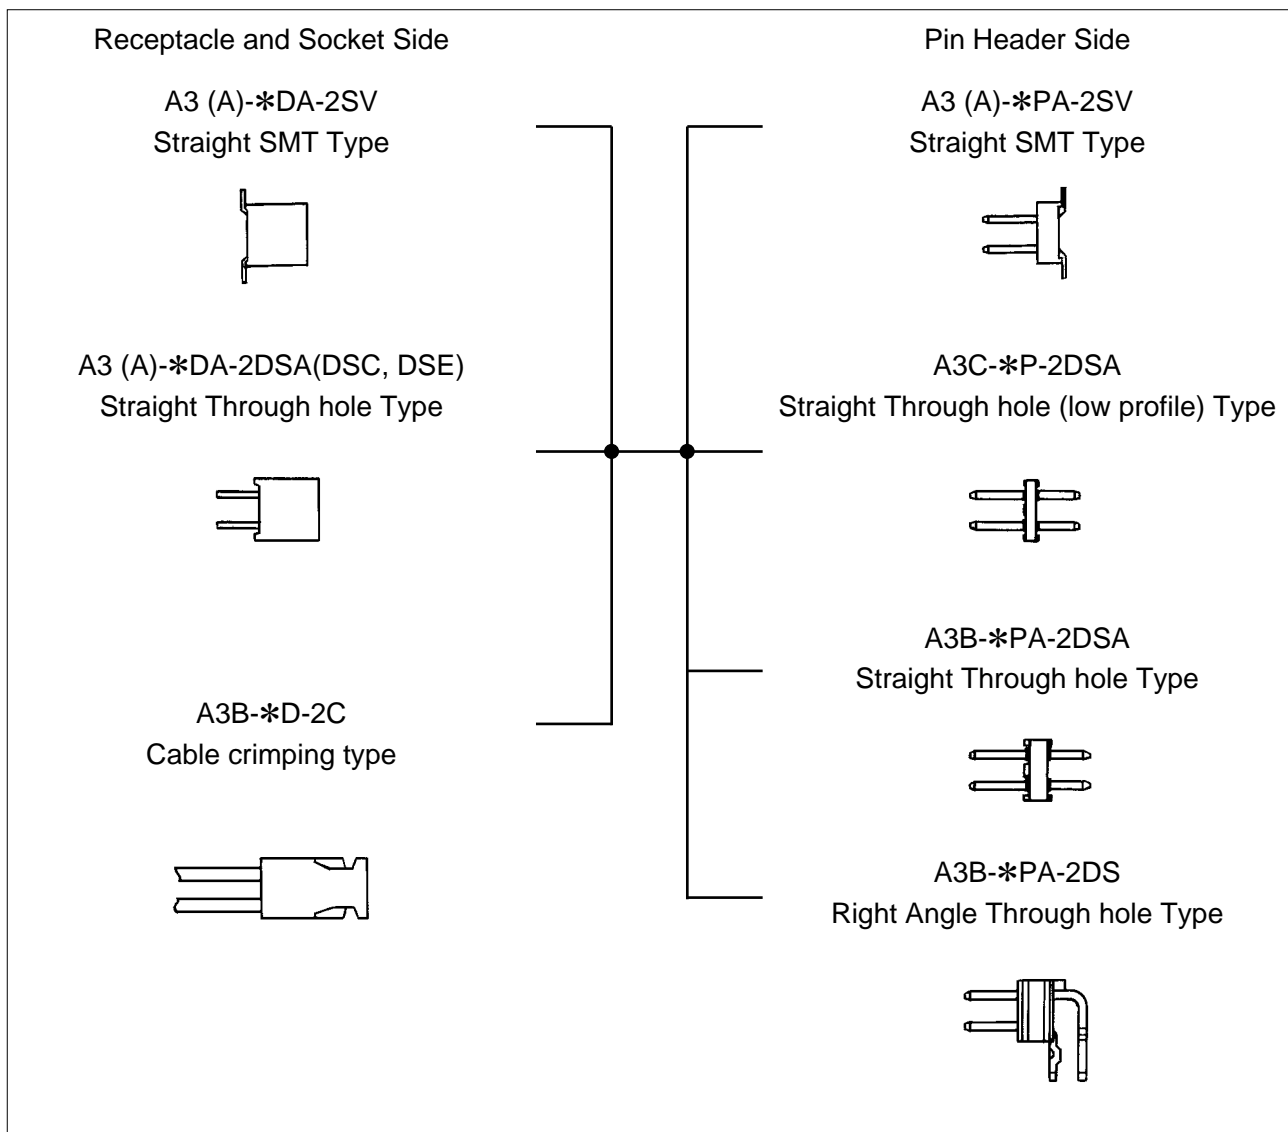 Receptacle and Socket Side
A3 (A)-✻DA-2SV
Straight SMT Type
A3 (A)-✻DA-2DSA(DSC, DSE)
Straight Through hole Type
A3B-✻D-2C
Cable crimping type
Pin Header Side
A3 (A)-✻PA-2SV
Straight SMT Type
A3C-✻P-2DSA
Straight Through hole (low profile) Type
A3B-✻PA-2DSA
Straight Through hole Type
A3B-✻PA-2DS
Right Angle Through hole Type